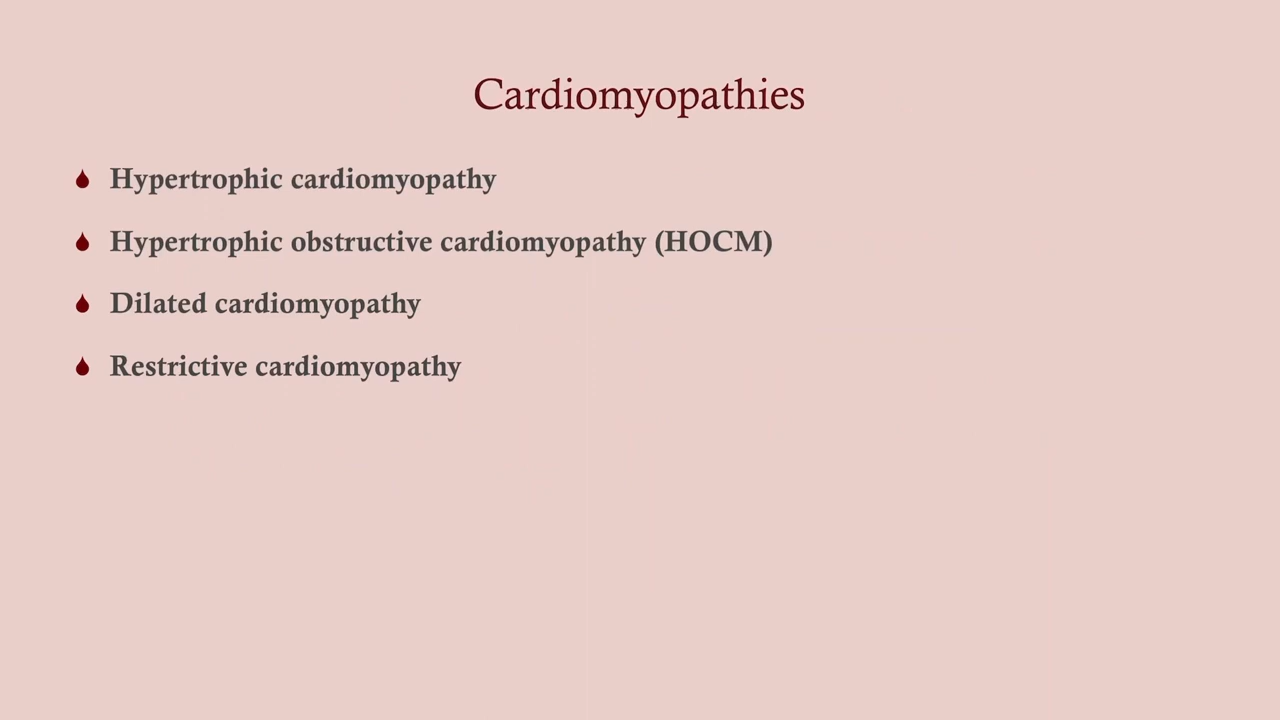 Cardiomyopathies
Hypertrophic cardiomyopathy
Hypertrophic obstructive cardiomyopathy (HOCM)
Dilated cardiomyopathy
Restrictive cardiomyopathy